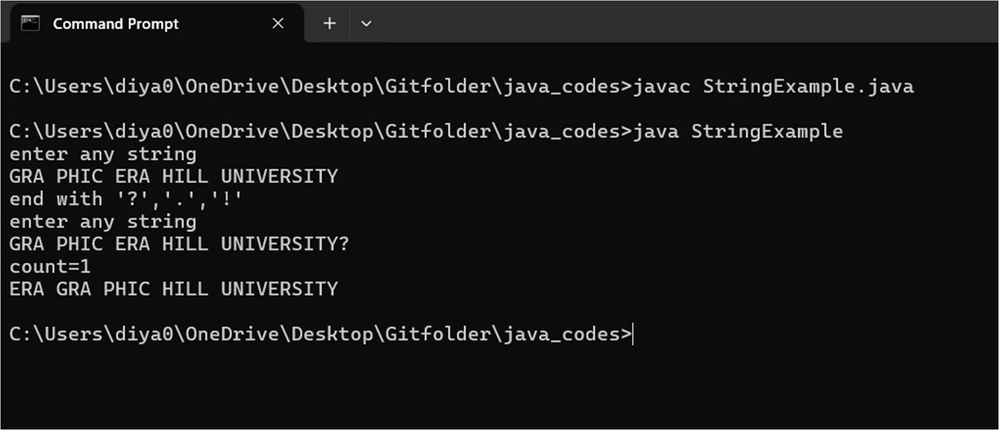 Command Prompt
C:\Users\diya0\OneDrive\Desktop\Gitfolder\java_codes>javac StringExample.java
C:\Users\diya0\OneDrive\Desktop\Gitfolder\java_codes>java StringExample
enter any string
GRA PHIC ERA HILL UNIVERSITY
end with '?','.','!'
enter any string
GRA PHIC ERA HILL UNIVERSITY?
count=1
ERA GRA PHIC HILL UNIVERSITY
C:\Users\diya0\OneDrive\Desktop\Gitfolder\java_codes>